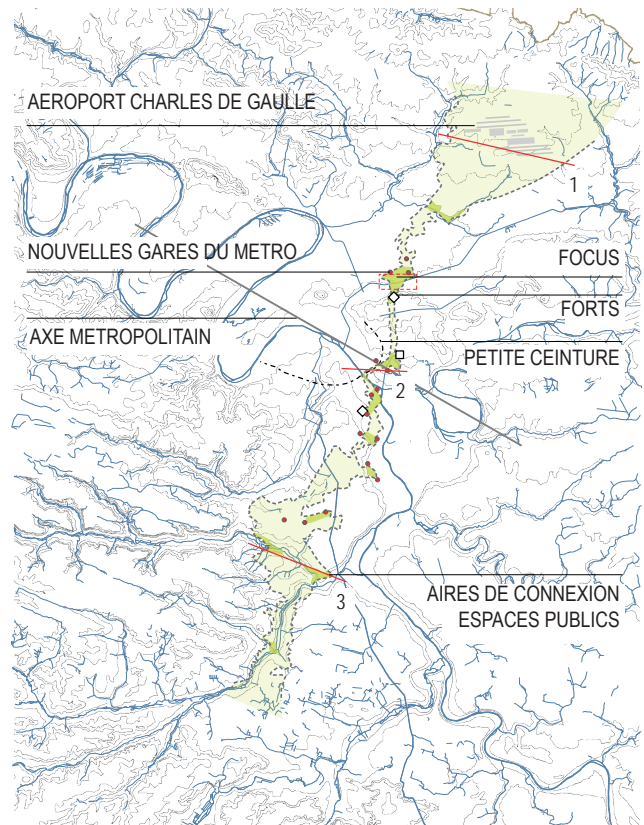 AEROPORT CHARLES DE GAULLE
1
NOUVELLES GARES DU METRO
FOCUS
FORTS
AXE METROPOLITAIN
PETITE CEINTURE
2
AIRES DE CONNEXION
ESPACES PUBLICS
3